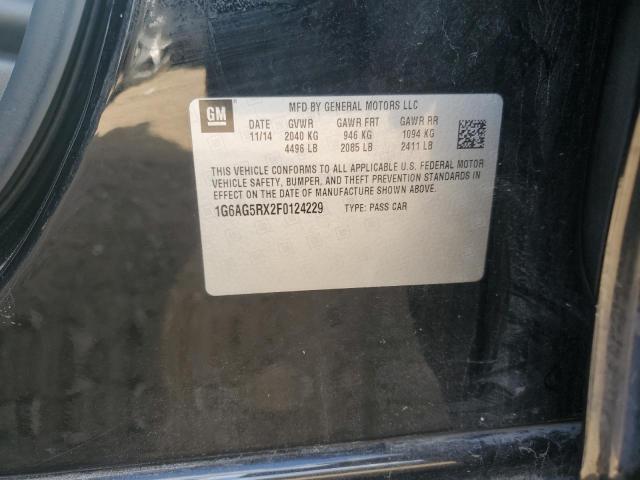 GM
MFD BY GENERAL MOTORS LLC
DATE GVWR GAWR FRT GAWR RR
11/14 2040 KG 946 KG 1094 KG
4496 LB 2085 LB 2411 LB
THIS VEHICLE CONFORMS TO ALL APPLICABLE U.S. FEDERAL MOTOR
VEHICLE SAFETY, BUMPER, AND THEFT PREVENTION STANDARDS IN
EFFECT ON THE DATE OF MANUFACTURE SHOWN ABOVE.
1G6AG5RX2F0124229 TYPE: PASS CAR